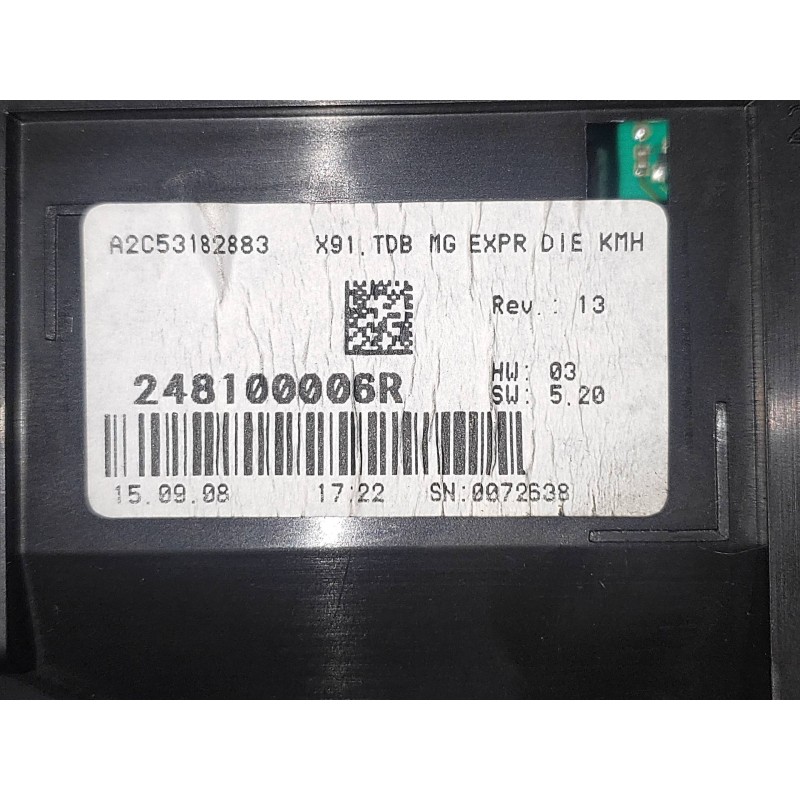 A2C53182883 X91.TDB MG EXPR DIE KMH
Rev.: 13
248100006R
HW: 03
SW: 5.20
15.09.08 17:22 SN:0072638